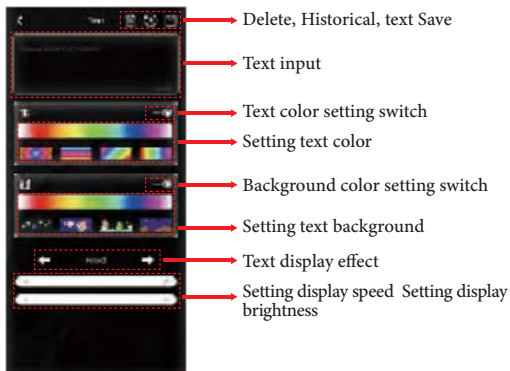 Text
Delete, Historical, text Save
Text input
Text color setting switch
Setting text color
Background color setting switch
Setting text background
Text display effect
Setting display speed Setting display
brightness